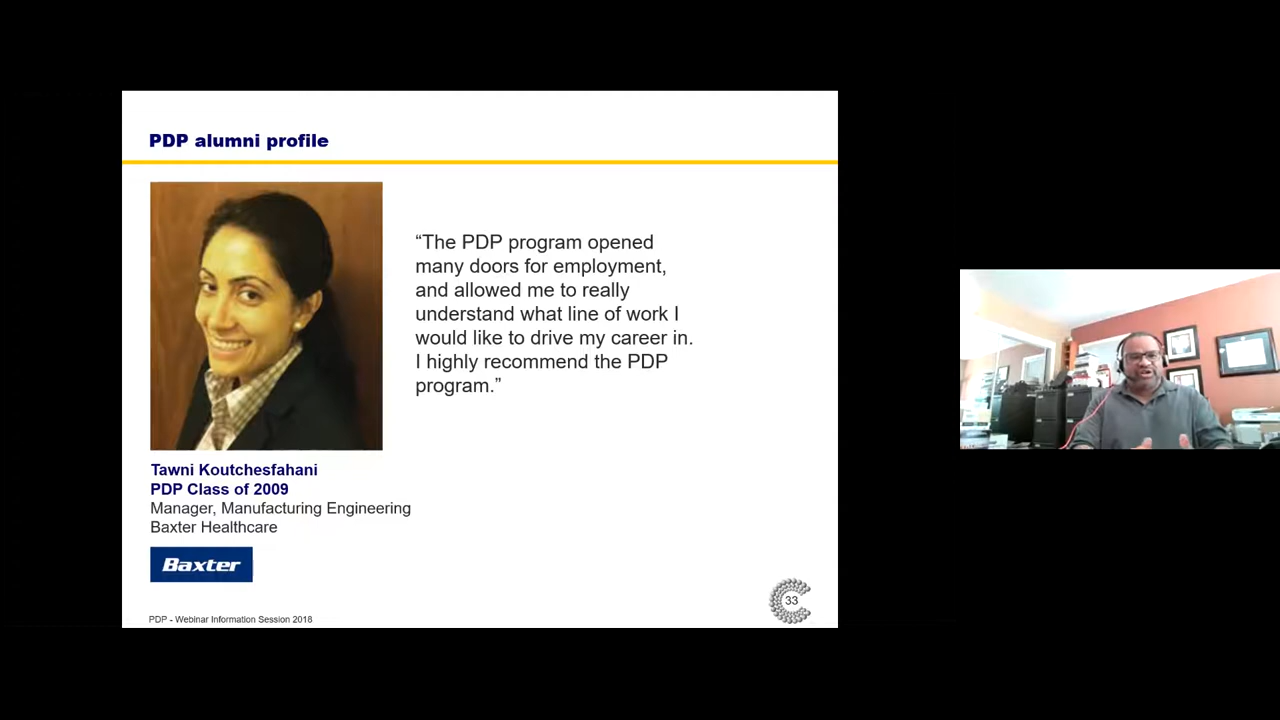 PDP alumni profile
“The PDP program opened
many doors for employment,
and allowed me to really
understand what line of work I
would like to drive my career in.
I highly recommend the PDP
program.”
Tawni Koutchesfahani
PDP Class of 2009
Manager, Manufacturing Engineering
Baxter Healthcare
Baxter
PDP - Webinar Information Session 2018
33